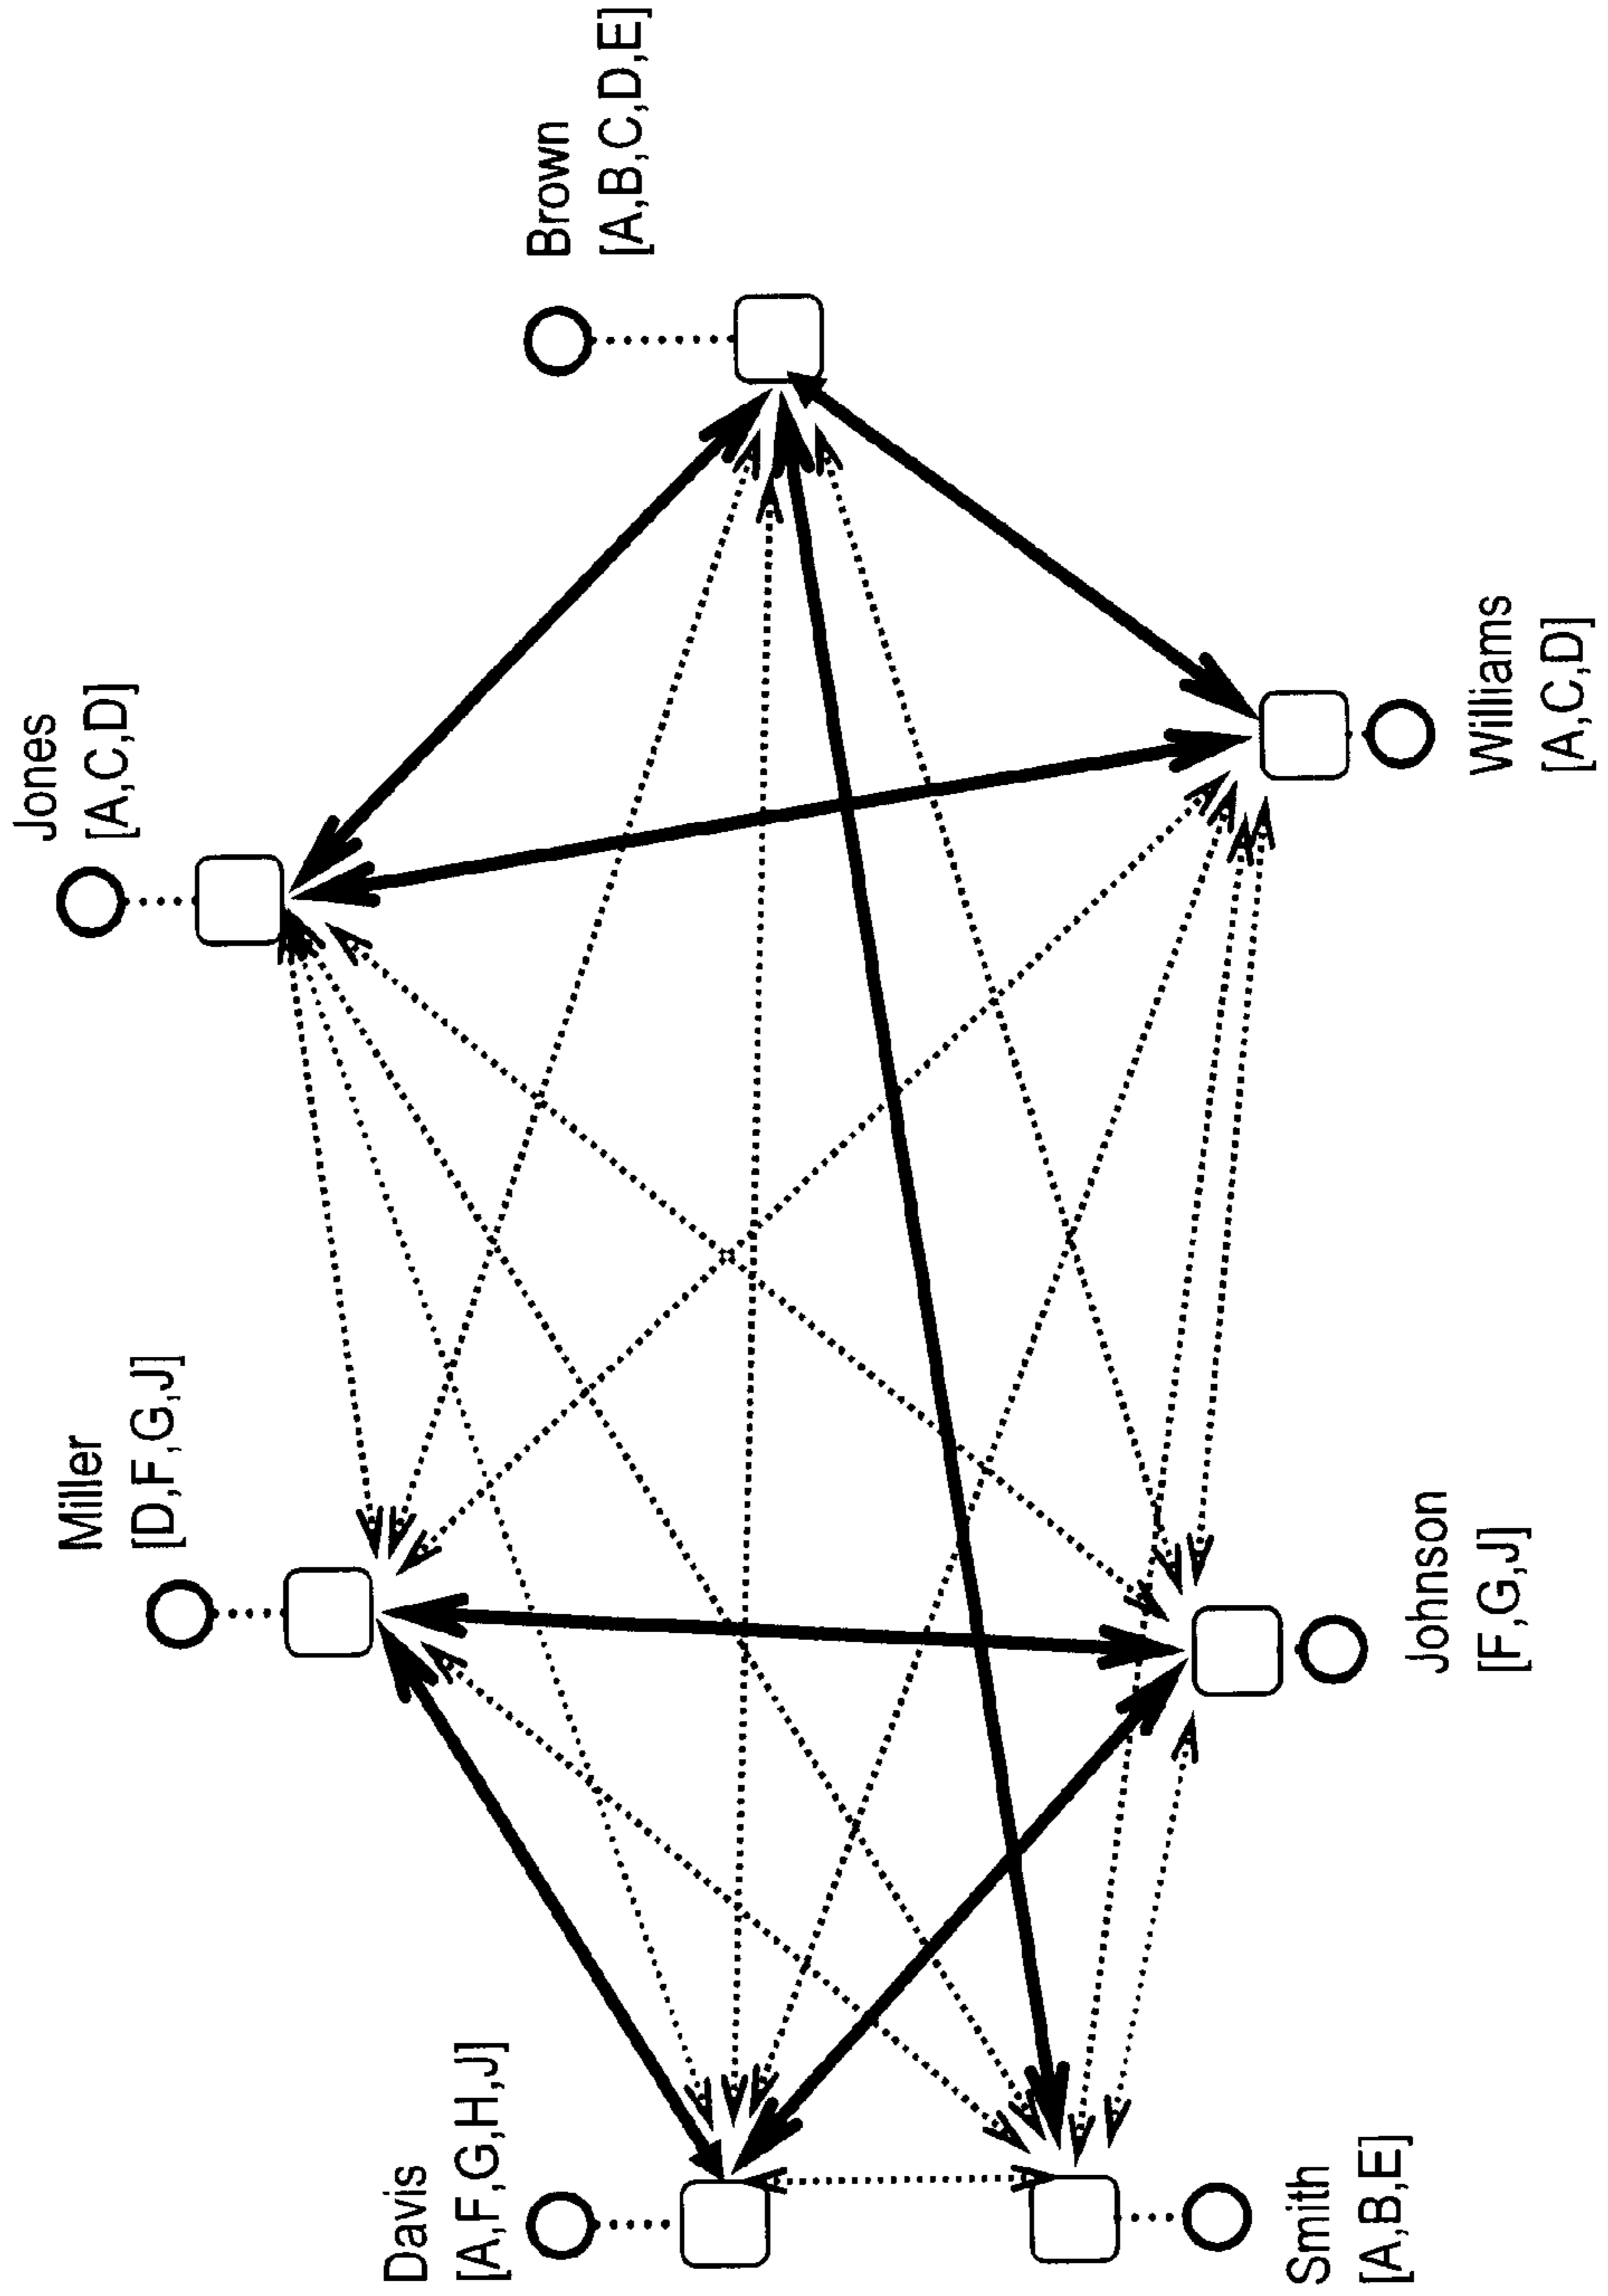 Miller
[D,F,G,J]
Jones
[A,C,D]
Davis
[A,F,G,H,J]
Brown
[A,B,C,D,E]
Smith
[A,B,E]
Johnson
[F,G,J]
Williams
[A,C,D]